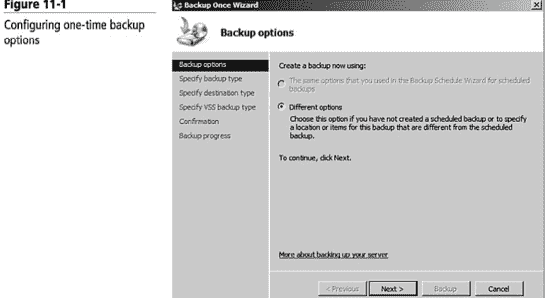 Figure 11-1
Configuring one-time backup
options
Backup Once Wizard
Backup options
Backup options
Specify backup type
Specify destination type
Specify VSS backup type
Confirmation
Backup progress
Create a backup now using:
The same options that you used in the Backup Schedule Wizard for scheduled
backups
Different options
Choose this option if you have not created a scheduled backup or to specify
a location or items for this backup that are different from the scheduled
backup.
To continue, click Next.
More about backing up your server
< Previous
Next >
Backup
Cancel